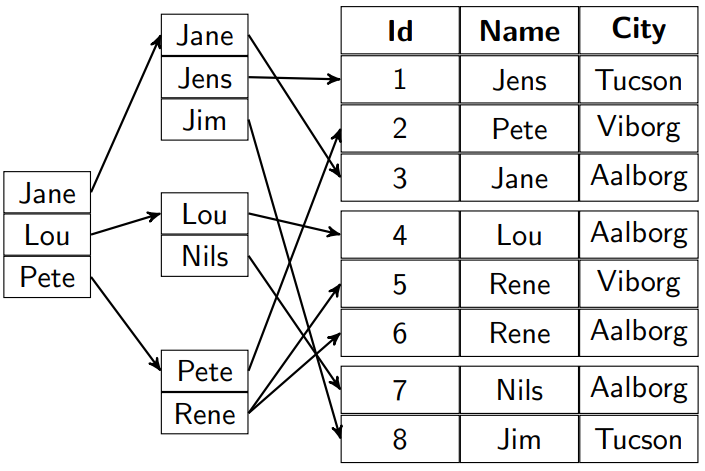 Jane
Lou
Pete
Jane
Jens
Jim
Lou
Nils
Pete
Rene
Id Name City
1 Jens Tucson
2 Pete Viborg
3 Jane Aalborg
4 Lou Aalborg
5 Rene Viborg
6 Rene Aalborg
7 Nils Aalborg
8 Jim Tucson